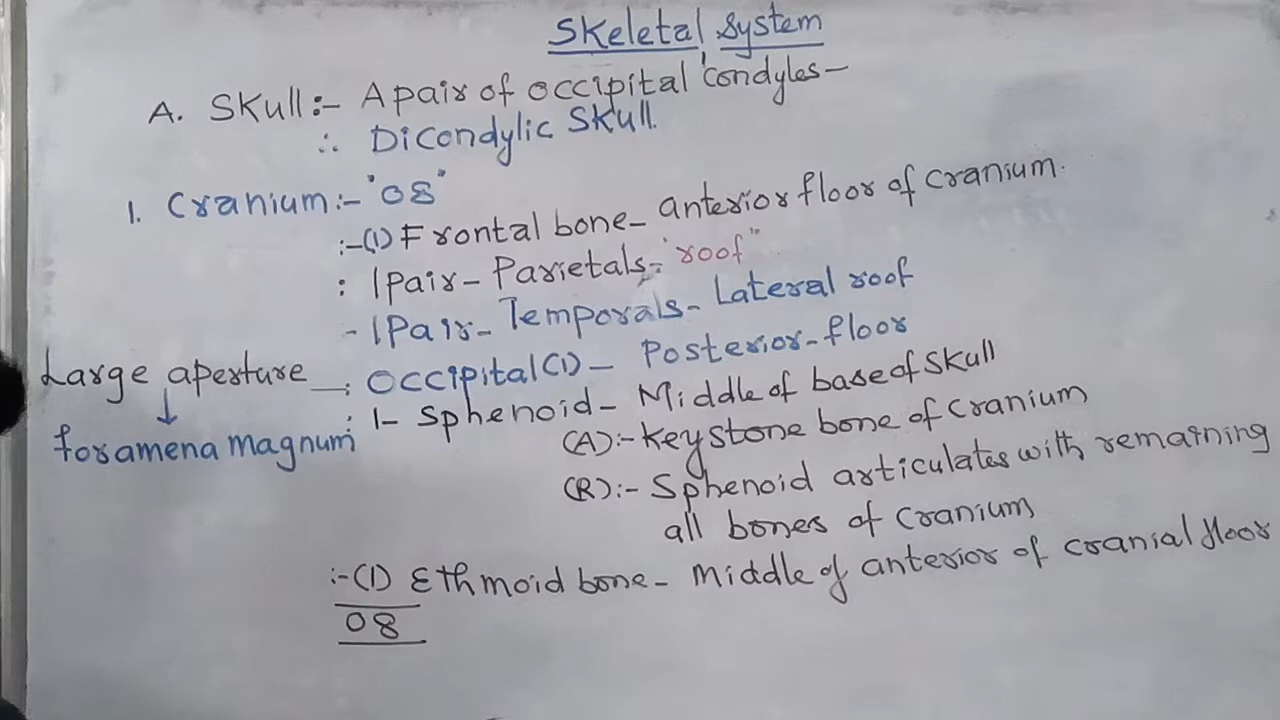 Skeletal System
A. Skull:- A pair of occipital condyles-
∴ Dicondylic Skull.
1. Cranium:- "08"
:-(1) Frontal bone- anterior floor of cranium.
: 1 pair- Parietals- "roof"
- 1 Pair- Temporals- Lateral roof
Large aperture —: Occipital(1)- Posterior-floor
↓
foramena magnum
: 1- Sphenoid- Middle of base of skull
(A):- keystone bone of cranium
(R):- Sphenoid articulates with remaining
all bones of cranium
:-(1) Ethmoid bone- Middle of anterior of cranial floor
08